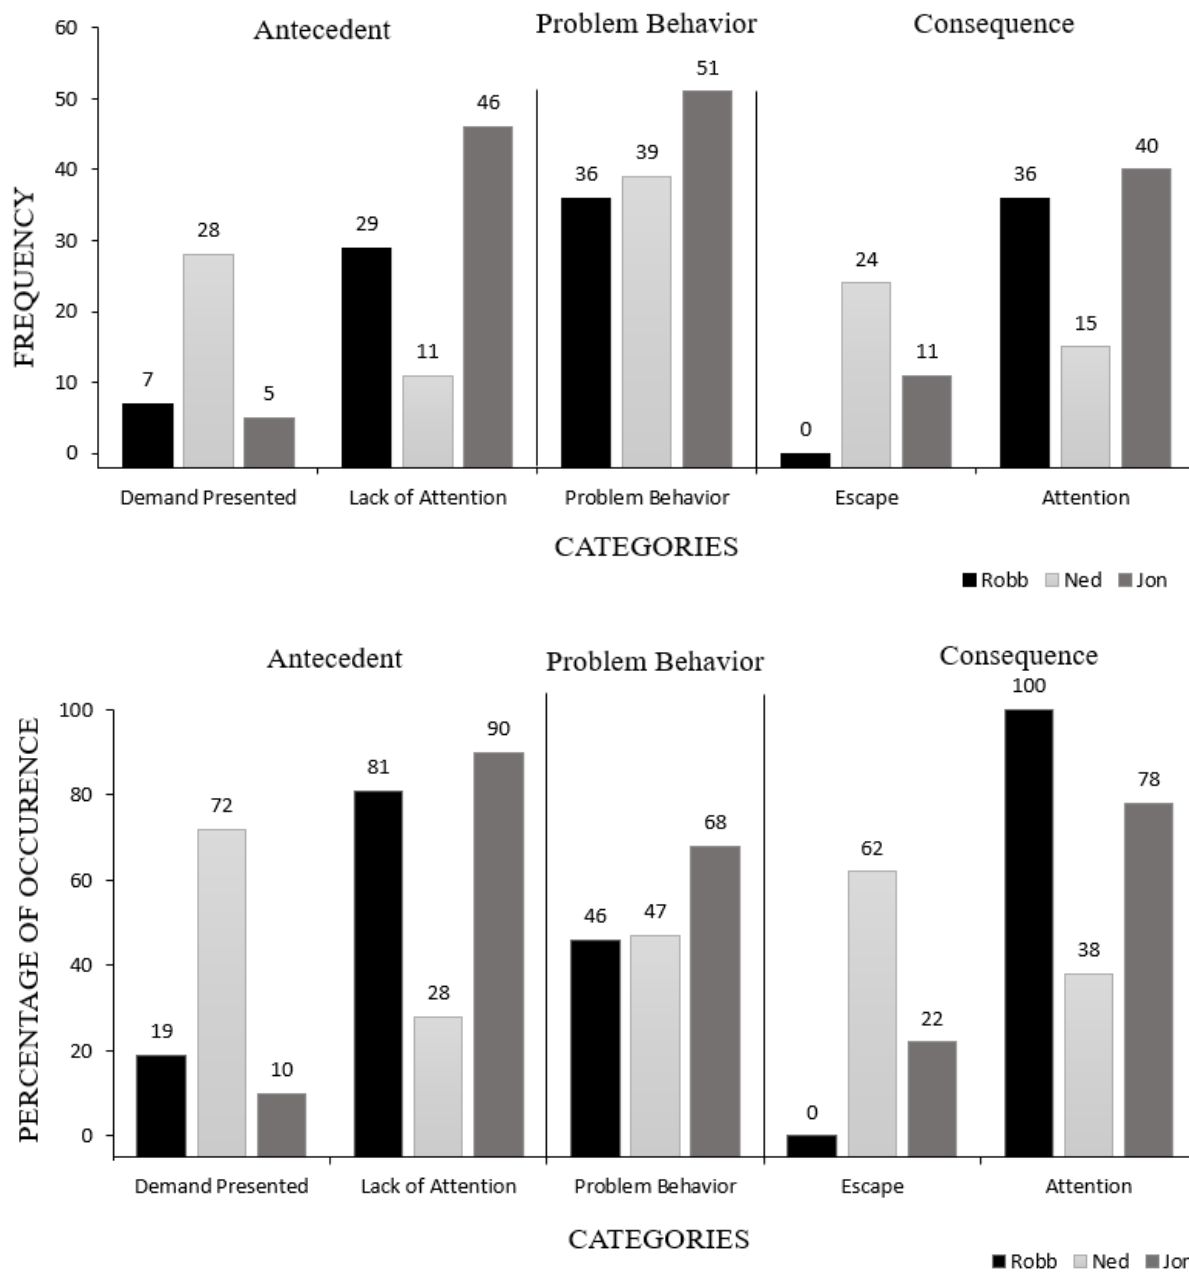 Antecedent Problem Behavior Consequence
FREQUENCY
60
50
40
30
20
10
0
7 28 5 29 11 46 36 39 51 0 24 11 36 15 40
Demand Presented Lack of Attention Problem Behavior Escape Attention
CATEGORIES
Robb Ned Jon
Antecedent Problem Behavior Consequence
PERCENTAGE OF OCCURENCE
100
80
60
40
20
0
19 72 10 81 28 90 46 47 68 0 62 22 100 38 78
Demand Presented Lack of Attention Problem Behavior Escape Attention
CATEGORIES
Robb Ned Jon